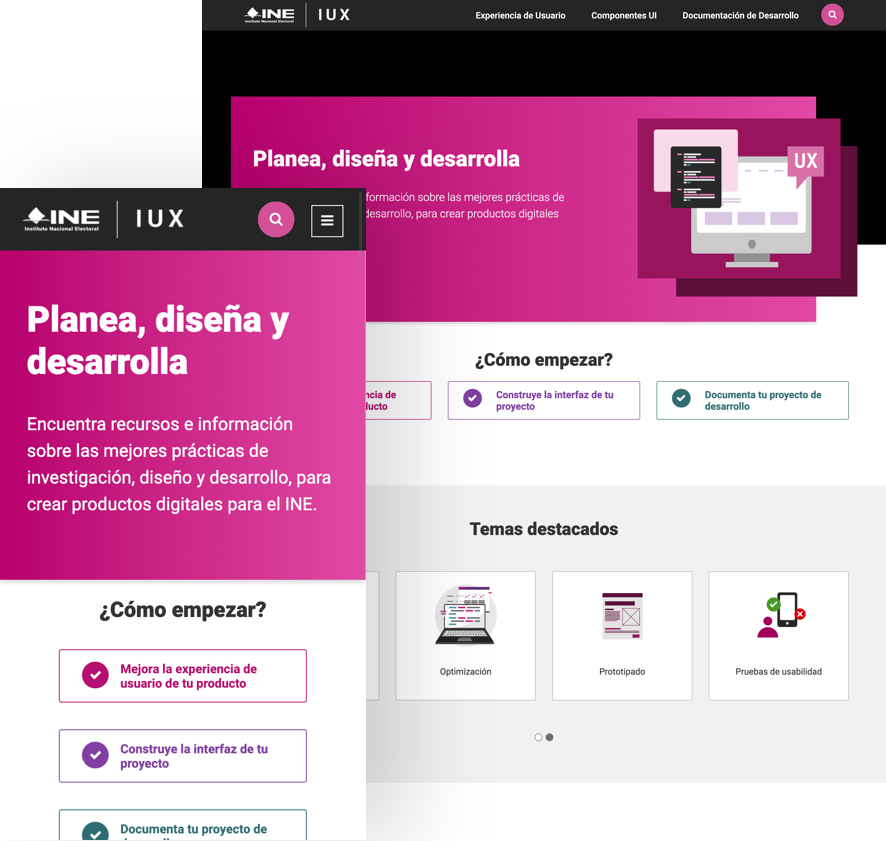 INE
Instituto Nacional Electoral
IUX
Experiencia de Usuario
Componentes UI
Documentación de Desarrollo
Planea, diseña y desarrolla
formación sobre las mejores prácticas de
desarrollo, para crear productos digitales
UX
INE
Instituto Nacional Electoral
IUX
Planea, diseña y
desarrolla
Encuentra recursos e información
sobre las mejores prácticas de
investigación, diseño y desarrollo, para
crear productos digitales para el INE.
¿Cómo empezar?
Mejora la experiencia de
usuario de tu producto
Construye la interfaz de tu
proyecto
Documenta tu proyecto de
¿Cómo empezar?
ncia de
ducto
Construye la interfaz de tu
proyecto
Documenta tu proyecto de
desarrollo
Temas destacados
Optimización
Prototipado
Pruebas de usabilidad